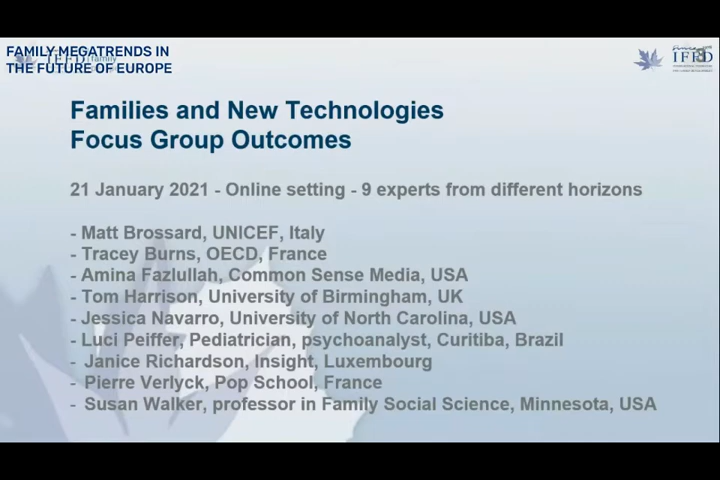 FAMILY MEGATRENDS IN
THE FUTURE OF EUROPE
IFFD
Families and New Technologies
Focus Group Outcomes
21 January 2021 - Online setting - 9 experts from different horizons
- Matt Brossard, UNICEF, Italy
- Tracey Burns, OECD, France
- Amina Fazlullah, Common Sense Media, USA
- Tom Harrison, University of Birmingham, UK
- Jessica Navarro, University of North Carolina, USA
- Luci Peiffer, Pediatrician, psychoanalyst, Curitiba, Brazil
- Janice Richardson, Insight, Luxembourg
- Pierre Verlyck, Pop School, France
- Susan Walker, professor in Family Social Science, Minnesota, USA